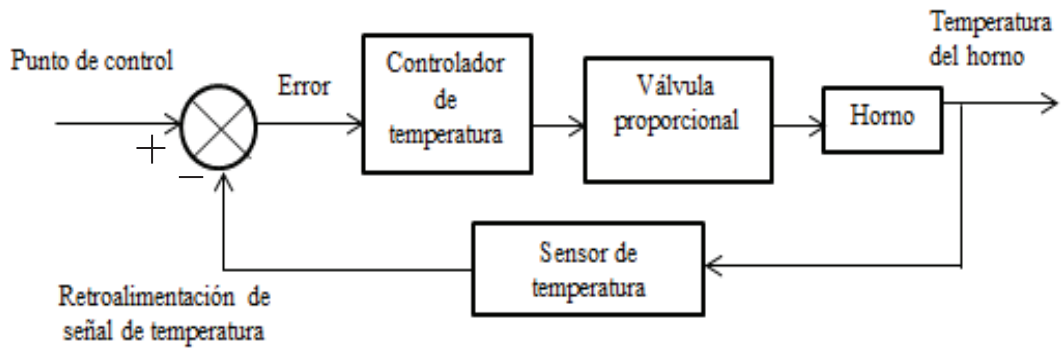 Punto de control
+
−
Error
Controlador
de
temperatura
Válvula
proporcional
Horno
Temperatura
del horno
Sensor de
temperatura
Retroalimentación de
señal de temperatura